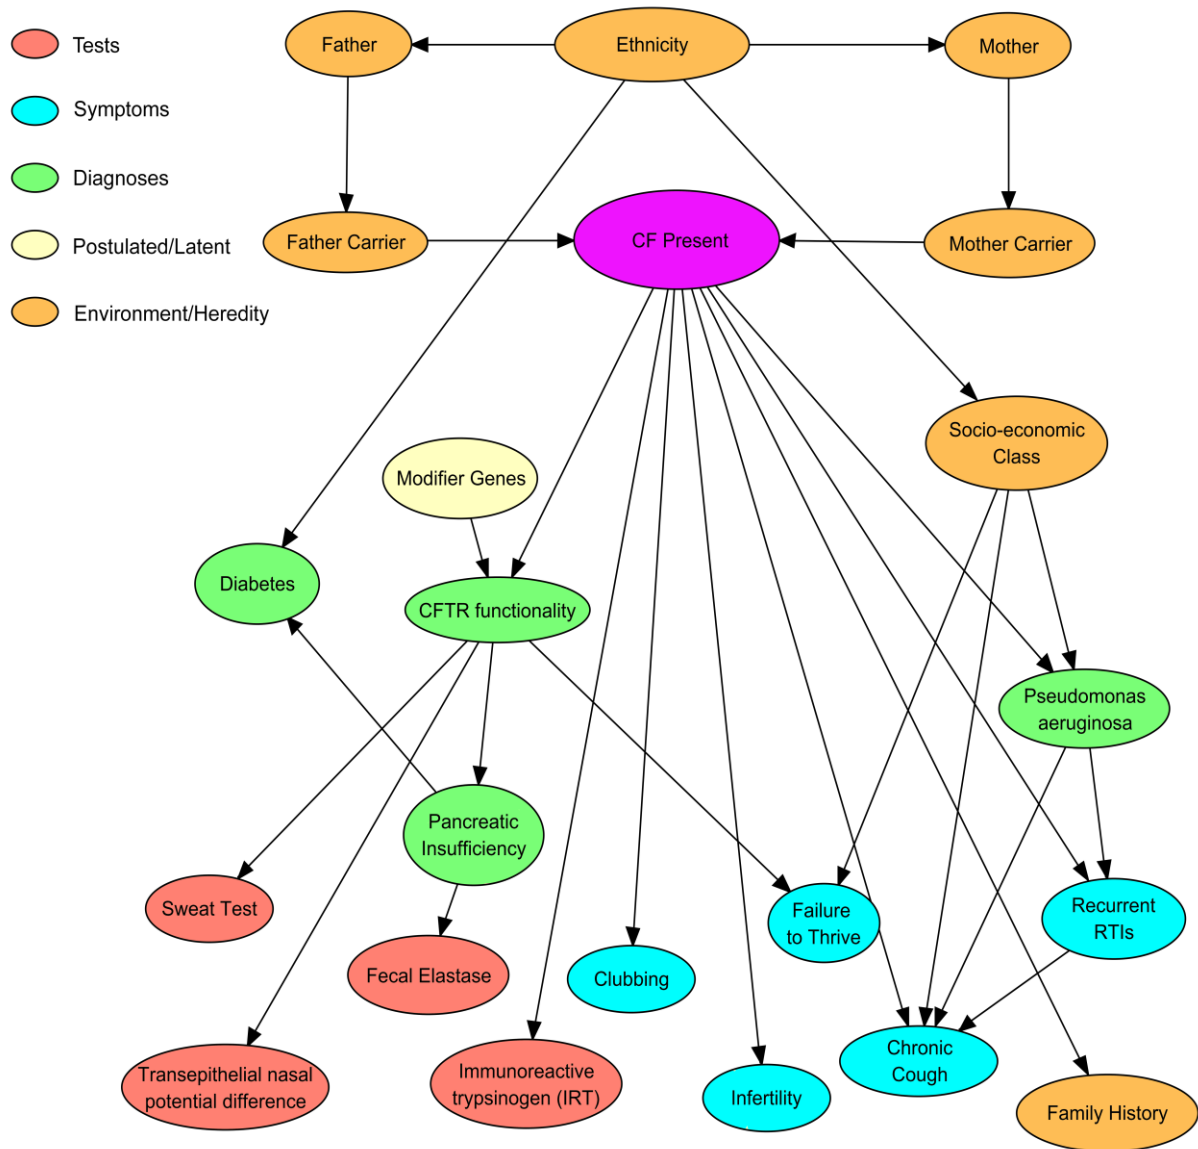 Tests
Symptoms
Diagnoses
Postulated/Latent
Environment/Heredity
Father
Ethnicity
Mother
Father Carrier
CF Present
Mother Carrier
Socio-economic
Class
Modifier Genes
Diabetes
CFTR functionality
Pseudomonas
aeruginosa
Pancreatic
Insufficiency
Sweat Test
Failure
to Thrive
Recurrent
RTIs
Fecal Elastase
Clubbing
Chronic
Cough
Transepithelial nasal
potential difference
Immunoreactive
trypsinogen (IRT)
Infertility
Family History